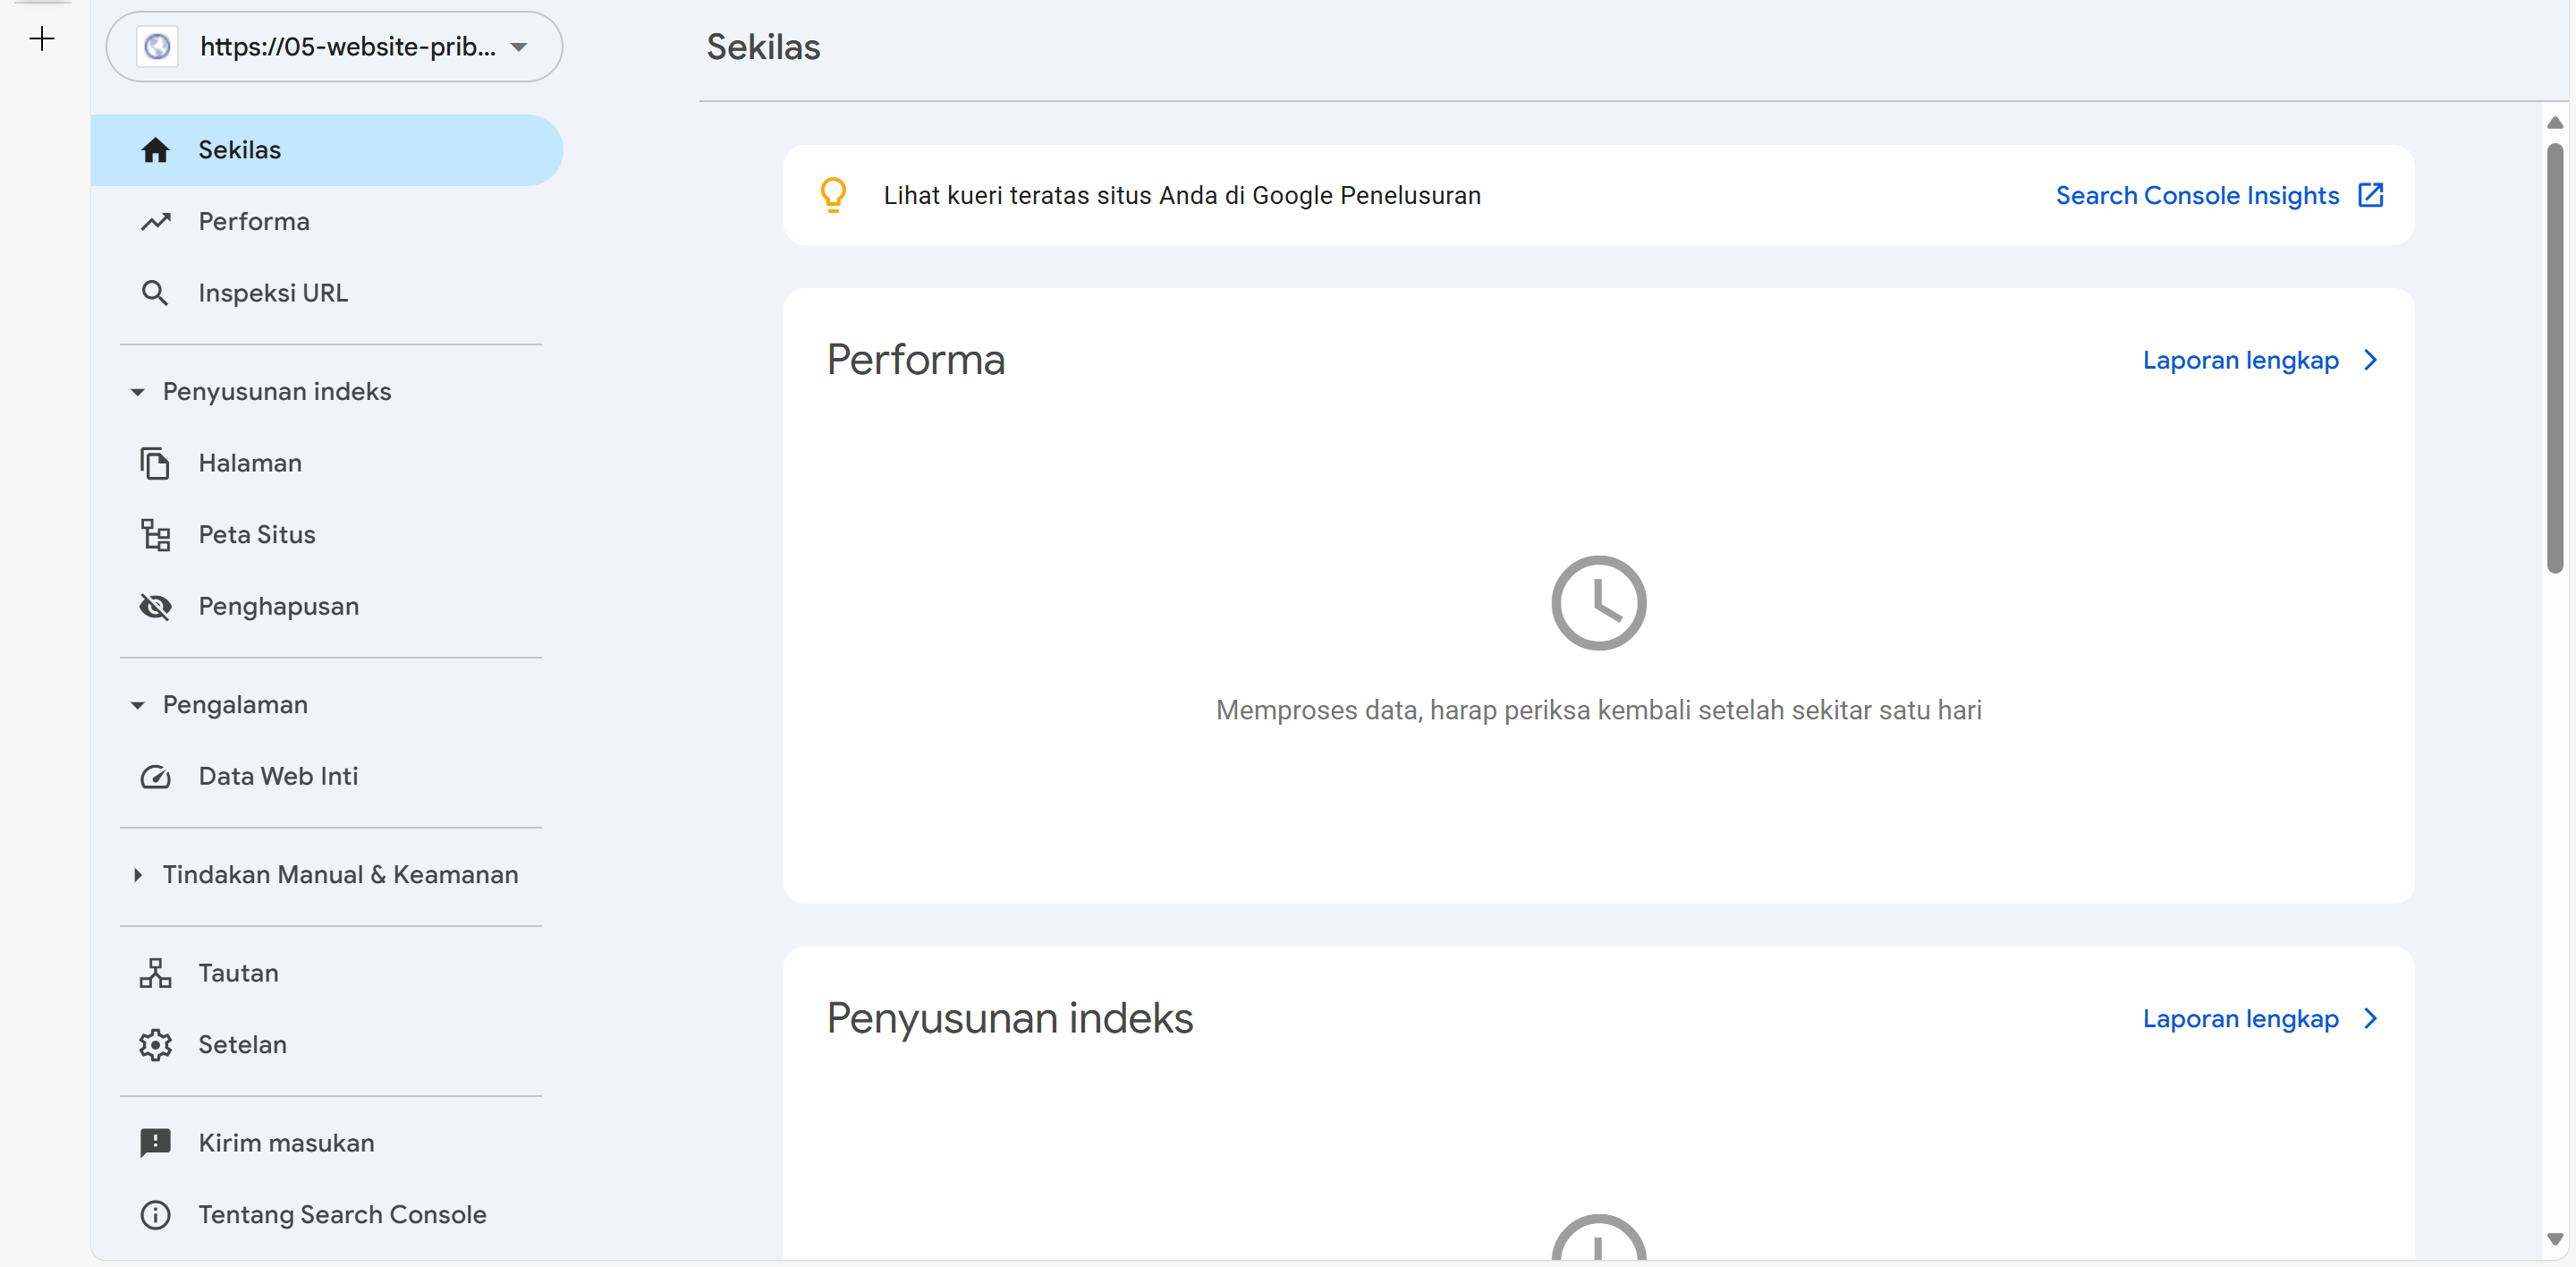 https://05-website-prib...
Sekilas
Performa
Inspeksi URL
Penyusunan indeks
Halaman
Peta Situs
Penghapusan
Pengalaman
Data Web Inti
Tindakan Manual & Keamanan
Tautan
Setelan
Kirim masukan
Tentang Search Console
Sekilas
Lihat kueri teratas situs Anda di Google Penelusuran
Search Console Insights
Performa
Laporan lengkap
Memproses data, harap periksa kembali setelah sekitar satu hari
Penyusunan indeks
Laporan lengkap